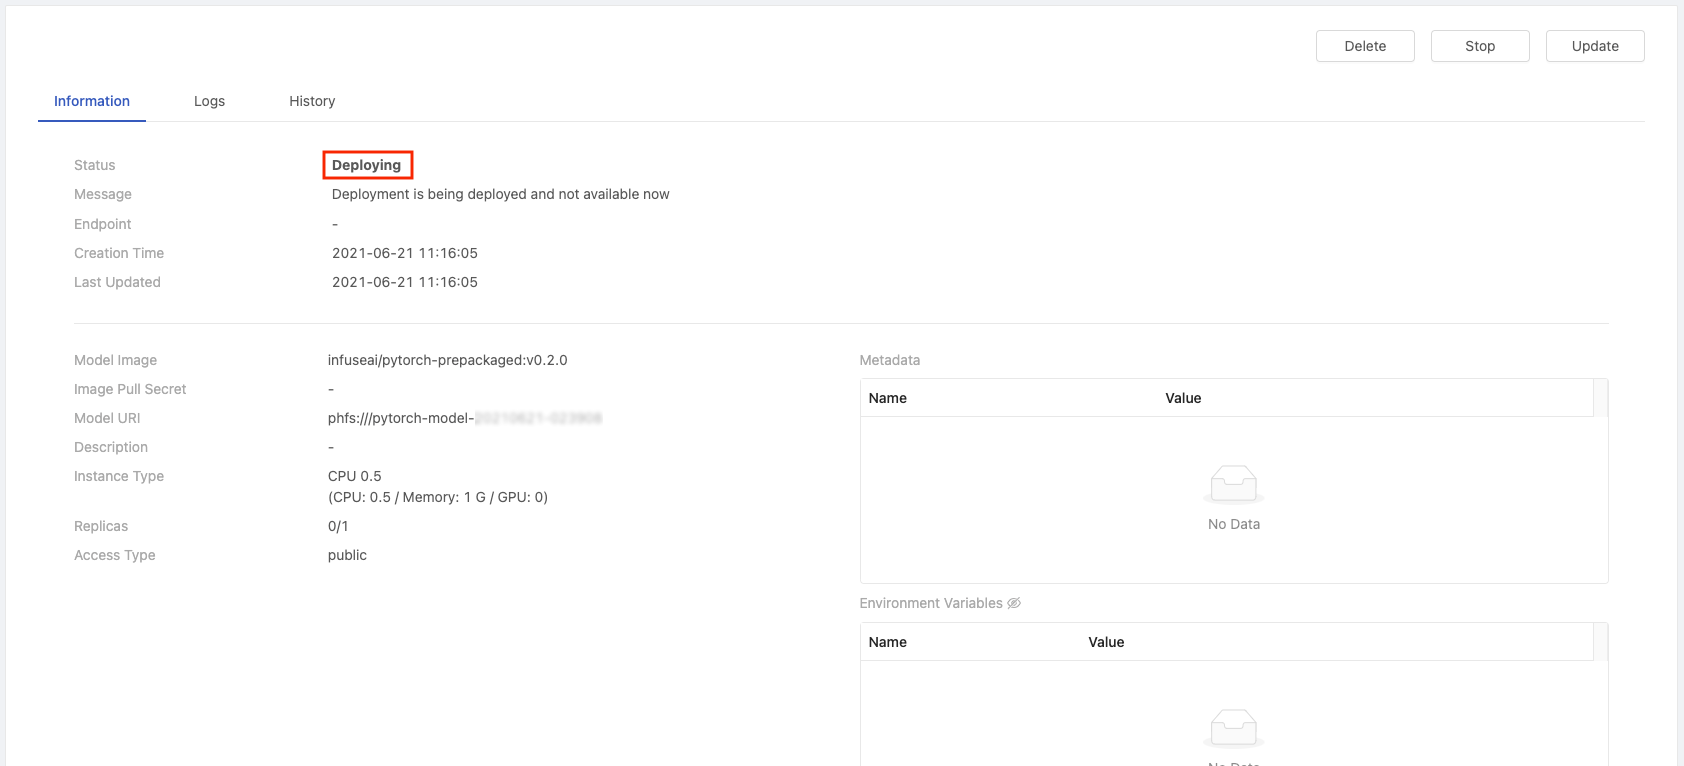 Delete Stop Update
Information Logs History
Status Deploying
Message Deployment is being deployed and not available now
Endpoint -
Creation Time 2021-06-21 11:16:05
Last Updated 2021-06-21 11:16:05
Model Image infuseai/pytorch-prepackaged:v0.2.0
Image Pull Secret -
Model URI phfs:///pytorch-model-
Description -
Instance Type CPU 0.5
(CPU: 0.5 / Memory: 1 G / GPU: 0)
Replicas 0/1
Access Type public
Metadata
Name Value
No Data
Environment Variables
Name Value
No Data